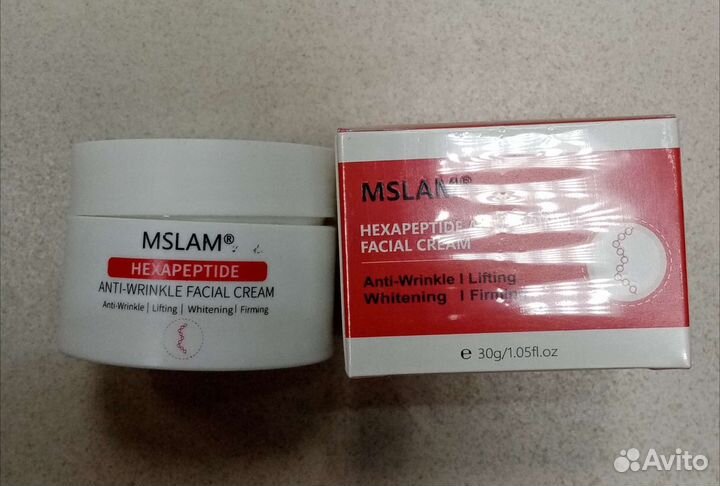 MSLAM®
HEXAPEPTIDE
ANTI-WRINKLE FACIAL CREAM
Anti-Wrinkle | Lifting | Whitening | Firming
MSLAM®
HEXAPEPTIDE
FACIAL CREAM
Anti-Wrinkle | Lifting
Whitening | Firming
e 30g/1.05fl.oz
Avito